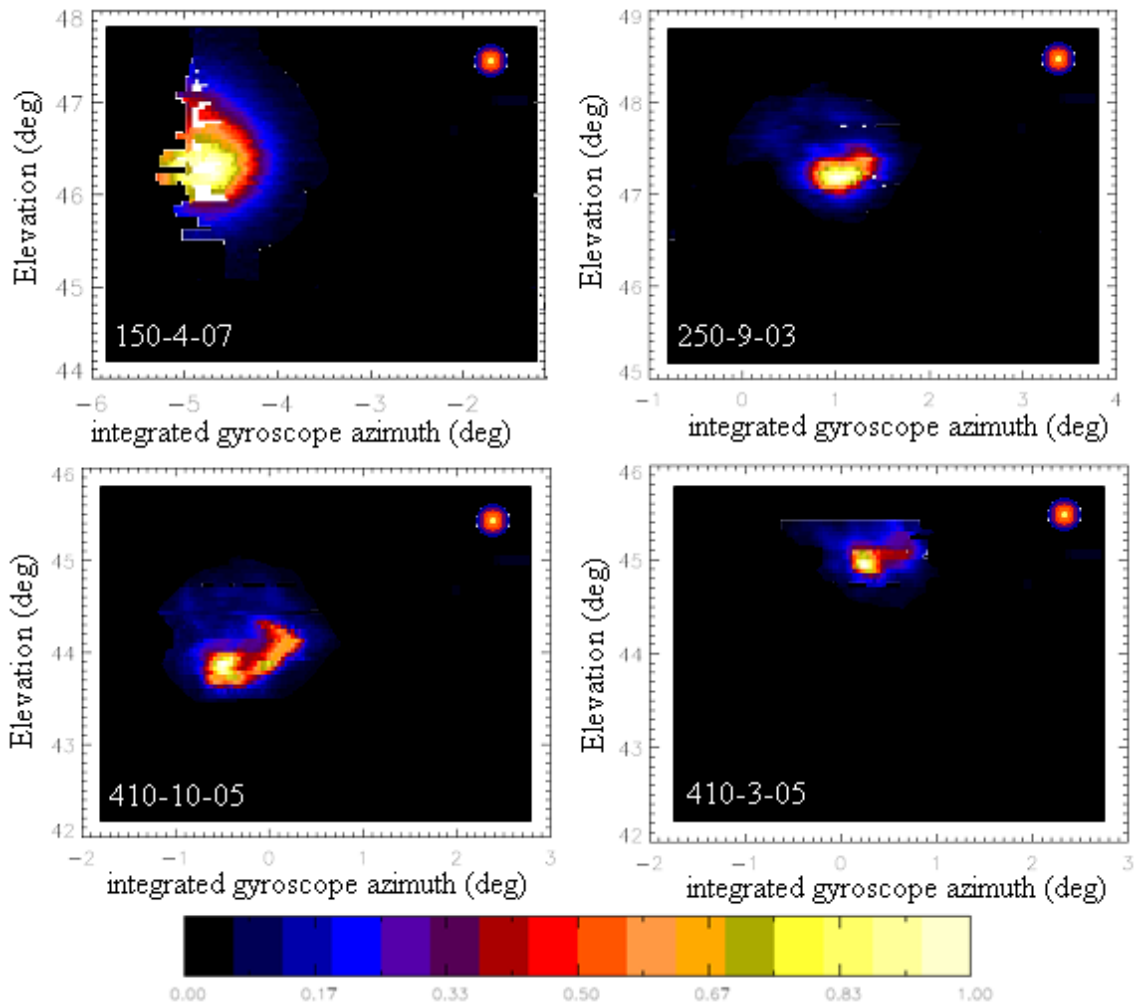 48
47
46
45
44
Elevation (deg)
150-4-07
−6 −5 −4 −3 −2
integrated gyroscope azimuth (deg)
49
48
47
46
45
Elevation (deg)
250-9-03
−1 0 1 2 3 4
integrated gyroscope azimuth (deg)
46
45
44
43
42
Elevation (deg)
410-10-05
−2 −1 0 1 2 3
integrated gyroscope azimuth (deg)
46
45
44
43
42
Elevation (deg)
410-3-05
−2 −1 0 1 2 3
integrated gyroscope azimuth (deg)
0.00 0.17 0.33 0.50 0.67 0.83 1.00